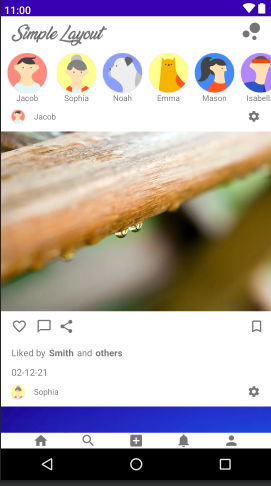 11:00
Simple Layout
Jacob Sophia Noah Emma Mason Isabell
Jacob
Liked by Smith and others
02-12-21
Sophia